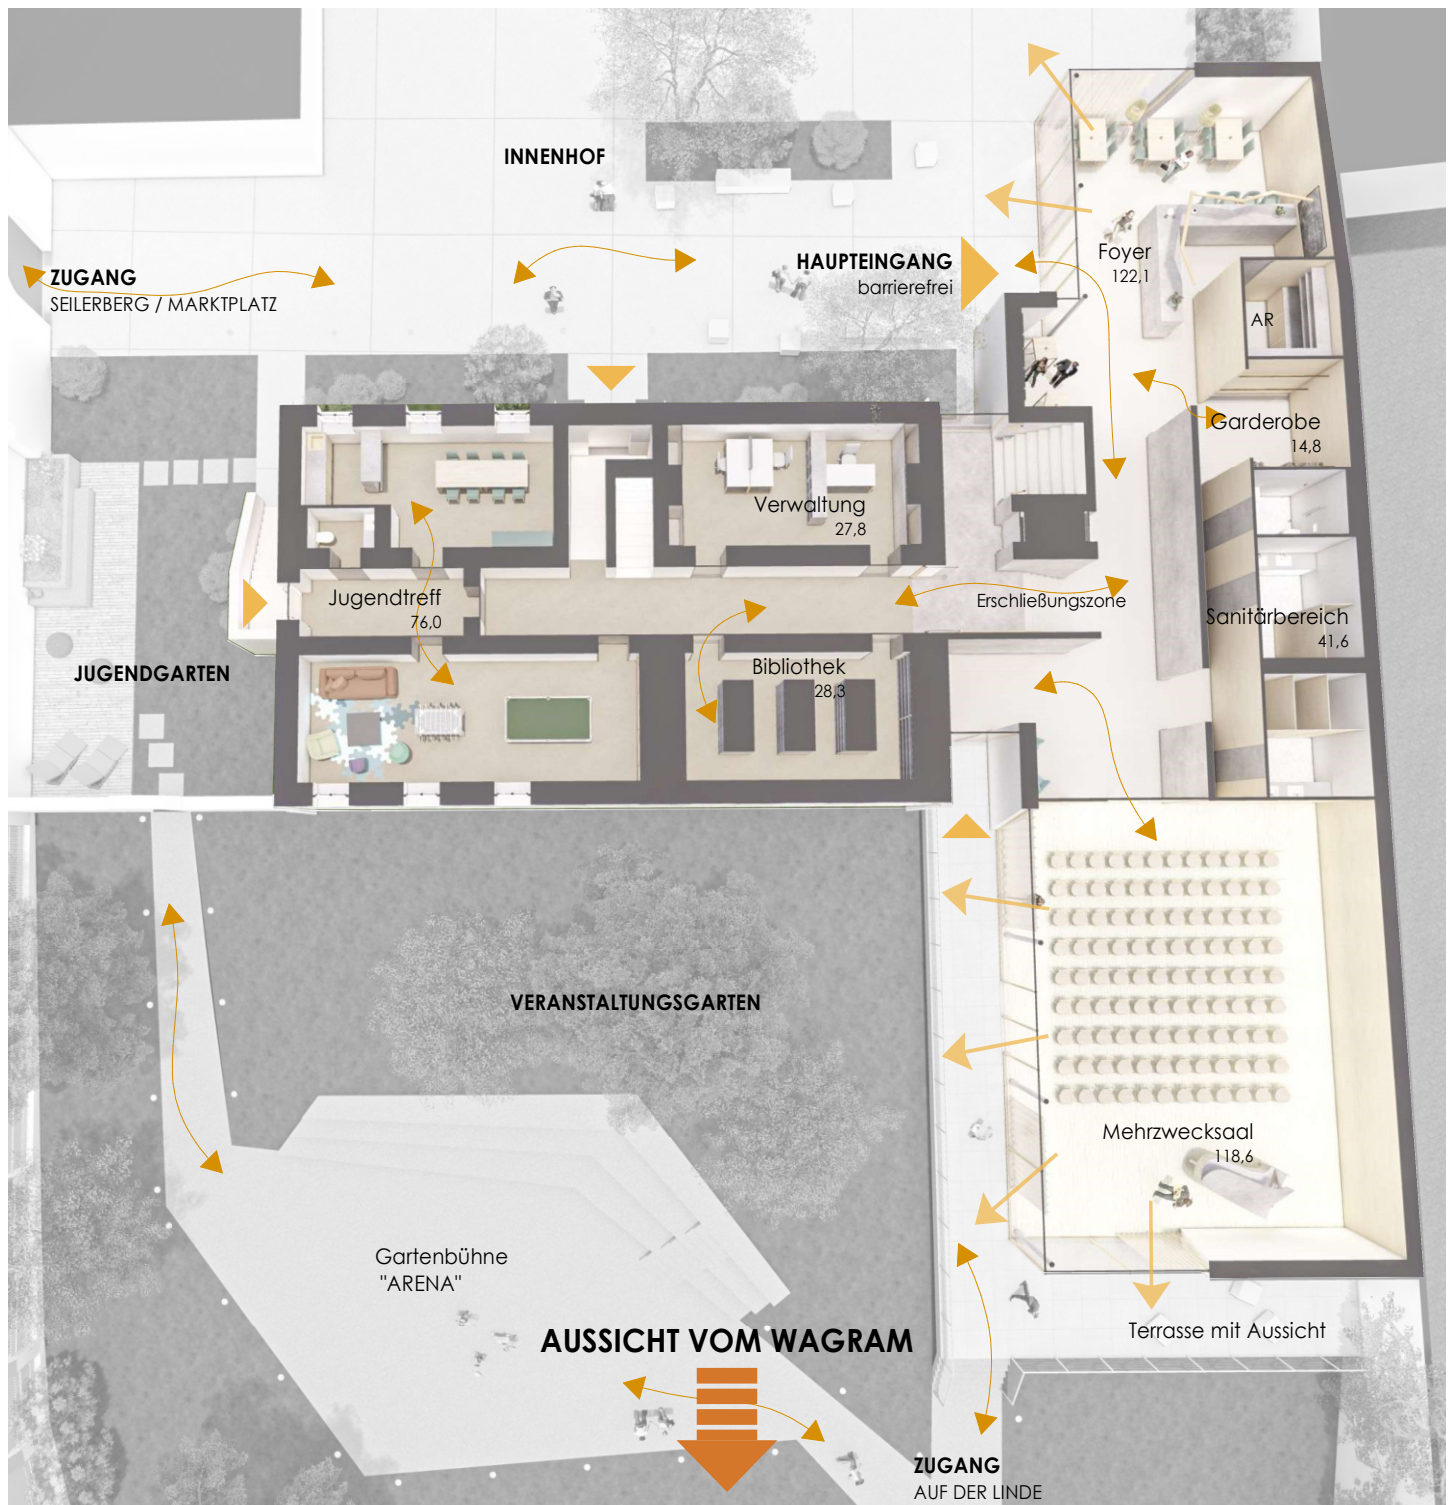 INNENHOF
ZUGANG
SEILERBERG / MARKTPLATZ
HAUPTEINGANG
barrierefrei
Foyer
122,1
AR
Garderobe
14,8
Verwaltung
27,8
Jugendtreff
76,0
Erschließungszone
Sanitärbereich
41,6
JUGENDGARTEN
Bibliothek
28,3
VERANSTALTUNGSGARTEN
Mehrzwecksaal
118,6
Gartenbühne
"ARENA"
AUSSICHT VOM WAGRAM
Terrasse mit Aussicht
ZUGANG
AUF DER LINDE